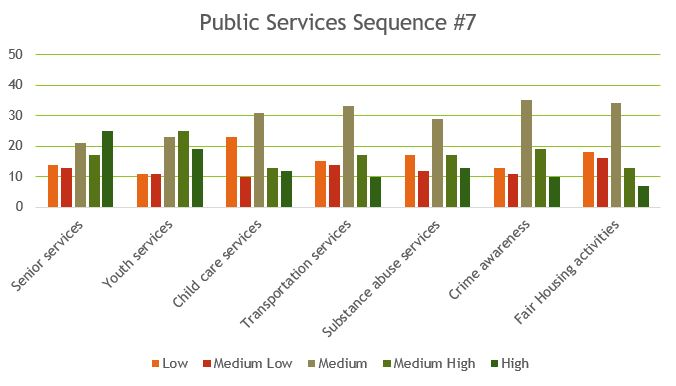 Public Services Sequence #7
50
40
30
20
10
0
Senior services
Youth services
Child care services
Transportation services
Substance abuse services
Crime awareness
Fair Housing activities
Low Medium Low Medium Medium High High